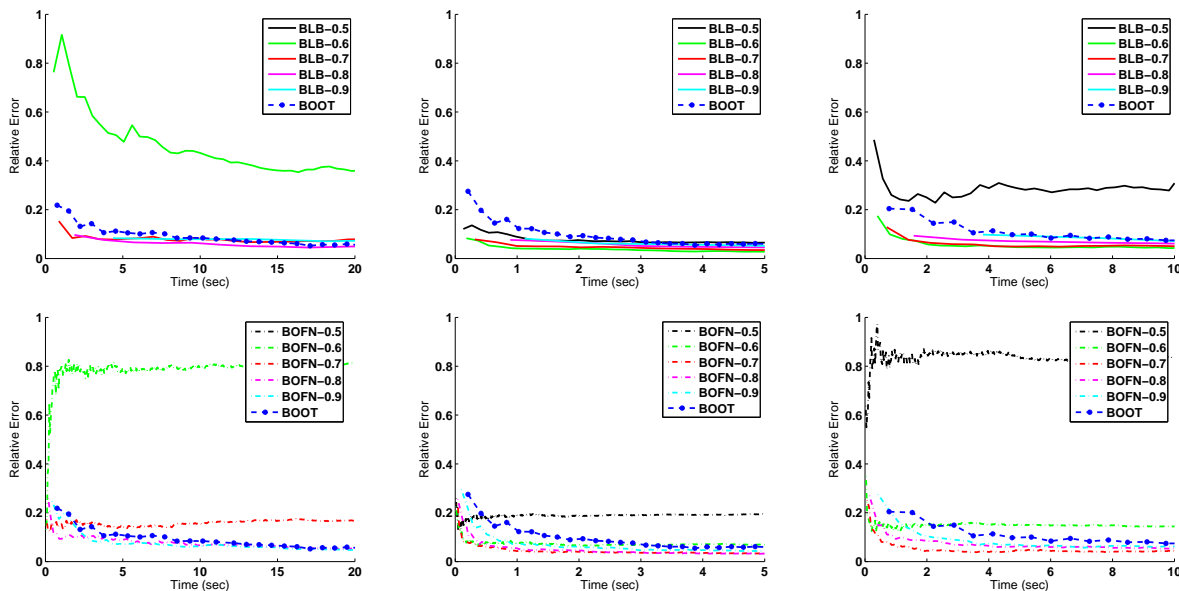 1
0.8
0.6
0.4
0.2
0
Relative Error
0 5 10 15 20
Time (sec)
BLB-0.5
BLB-0.6
BLB-0.7
BLB-0.8
BLB-0.9
BOOT
1
0.8
0.6
0.4
0.2
0
Relative Error
0 1 2 3 4 5
Time (sec)
BLB-0.5
BLB-0.6
BLB-0.7
BLB-0.8
BLB-0.9
BOOT
1
0.8
0.6
0.4
0.2
0
Relative Error
0 2 4 6 8 10
Time (sec)
BLB-0.5
BLB-0.6
BLB-0.7
BLB-0.8
BLB-0.9
BOOT
1
0.8
0.6
0.4
0.2
0
Relative Error
0 5 10 15 20
Time (sec)
BOFN-0.5
BOFN-0.6
BOFN-0.7
BOFN-0.8
BOFN-0.9
BOOT
1
0.8
0.6
0.4
0.2
0
Relative Error
0 1 2 3 4 5
Time (sec)
BOFN-0.5
BOFN-0.6
BOFN-0.7
BOFN-0.8
BOFN-0.9
BOOT
1
0.8
0.6
0.4
0.2
0
Relative Error
0 2 4 6 8 10
Time (sec)
BOFN-0.5
BOFN-0.6
BOFN-0.7
BOFN-0.8
BOFN-0.9
BOOT